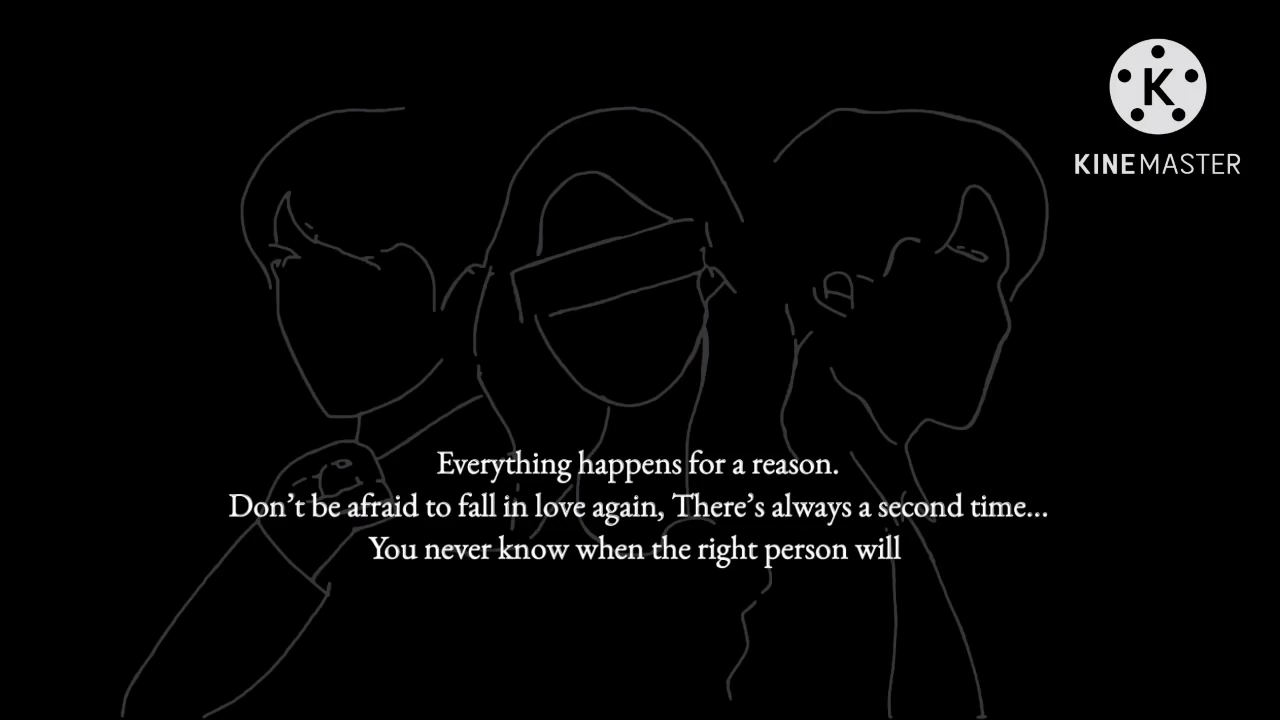 K
KINEMASTER
Everything happens for a reason.
Don't be afraid to fall in love again, There's always a second time...
You never know when the right person will